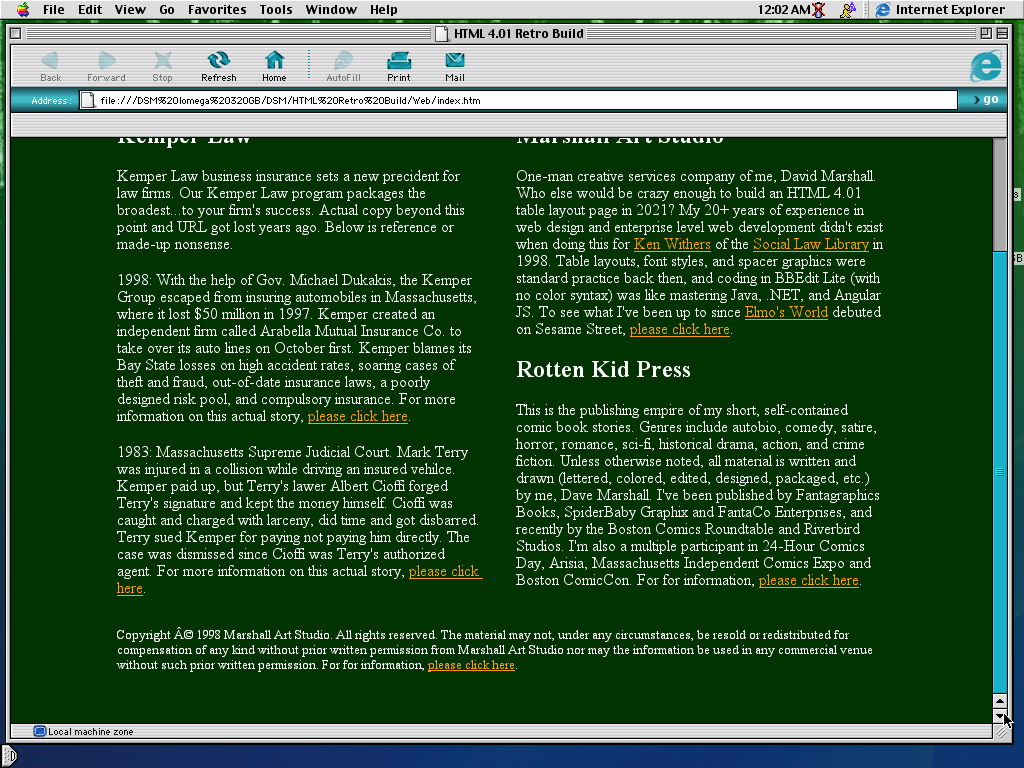 File Edit View Go Favorites Tools Window Help 12:02 AM Internet Explorer
HTML 4.01 Retro Build
Back Forward Stop Refresh Home AutoFill Print Mail
Address: file:///DSM%20Iomega%20320GB/DSM/HTML%20Retro%20Build/Web/index.htm go
Kemper Law
Kemper Law business insurance sets a new precident for
law firms. Our Kemper Law program packages the
broadest...to your firm's success. Actual copy beyond this
point and URL got lost years ago. Below is reference or
made-up nonsense.
1998: With the help of Gov. Michael Dukakis, the Kemper
Group escaped from insuring automobiles in Massachusetts,
where it lost $50 million in 1997. Kemper created an
independent firm called Arabella Mutual Insurance Co. to
take over its auto lines on October first. Kemper blames its
Bay State losses on high accident rates, soaring cases of
theft and fraud, out-of-date insurance laws, a poorly
designed risk pool, and compulsory insurance. For more
information on this actual story, please click here.
1983: Massachusetts Supreme Judicial Court. Mark Terry
was injured in a collision while driving an insured vehilce.
Kemper paid up, but Terry's lawer Albert Cioffi forged
Terry's signature and kept the money himself. Cioffi was
caught and charged with larceny, did time and got disbarred.
Terry sued Kemper for paying not paying him directly. The
case was dismissed since Cioffi was Terry's authorized
agent. For more information on this actual story, please click
here.
Marshall Art Studio
One-man creative services company of me, David Marshall.
Who else would be crazy enough to build an HTML 4.01
table layout page in 2021? My 20+ years of experience in
web design and enterprise level web development didn't exist
when doing this for Ken Withers of the Social Law Library in
1998. Table layouts, font styles, and spacer graphics were
standard practice back then, and coding in BBEdit Lite (with
no color syntax) was like mastering Java, .NET, and Angular
JS. To see what I've been up to since Elmo's World debuted
on Sesame Street, please click here.
Rotten Kid Press
This is the publishing empire of my short, self-contained
comic book stories. Genres include autobio, comedy, satire,
horror, romance, sci-fi, historical drama, action, and crime
fiction. Unless otherwise noted, all material is written and
drawn (lettered, colored, edited, designed, packaged, etc.)
by me, Dave Marshall. I've been published by Fantagraphics
Books, SpiderBaby Graphix and FantaCo Enterprises, and
recently by the Boston Comics Roundtable and Riverbird
Studios. I'm also a multiple participant in 24-Hour Comics
Day, Arisia, Massachusetts Independent Comics Expo and
Boston ComicCon. For for information, please click here.
Copyright Â© 1998 Marshall Art Studio. All rights reserved. The material may not, under any circumstances, be resold or redistributed for
compensation of any kind without prior written permission from Marshall Art Studio nor may the information be used in any commercial venue
without such prior written permission. For for information, please click here.
Local machine zone